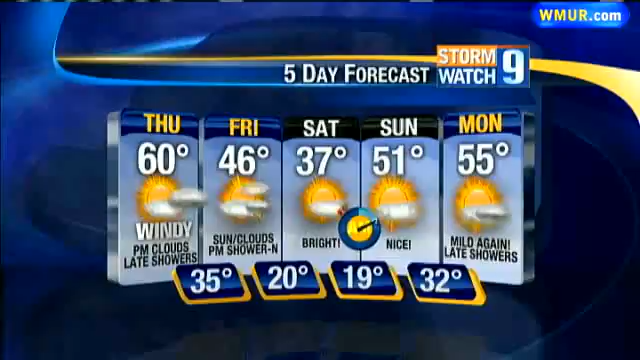 WMUR.com
5 DAY FORECAST
STORM
WATCH 9
THU
60°
WINDY
PM CLOUDS
LATE SHOWERS
FRI
46°
SUN/CLOUDS
PM SHOWER-N
SAT
37°
BRIGHT!
SUN
51°
NICE!
MON
55°
MILD AGAIN!
LATE SHOWERS
35° 20° 19° 32°